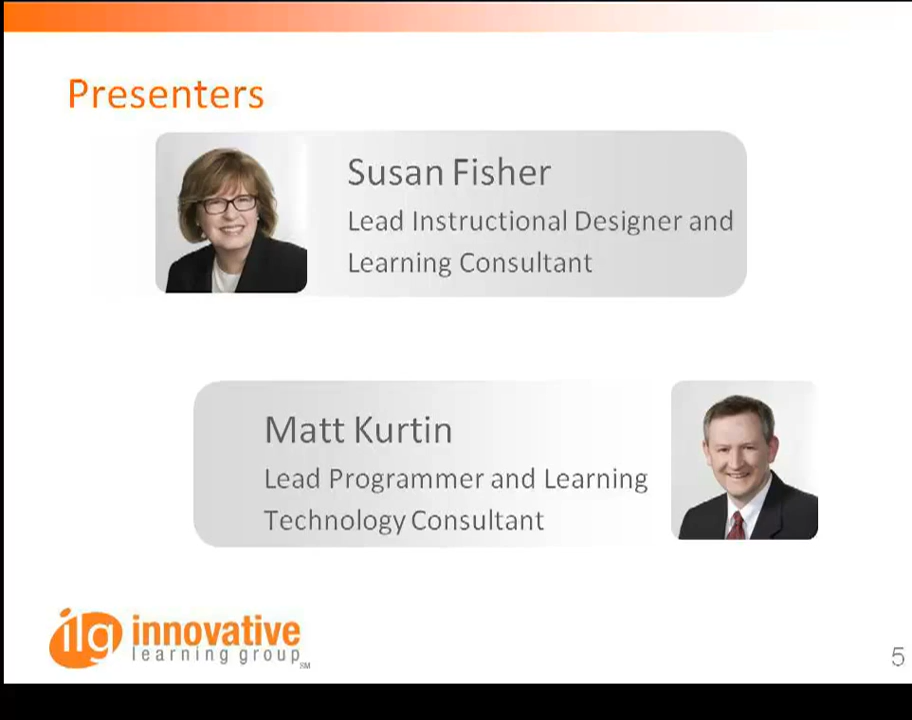 Presenters
Susan Fisher
Lead Instructional Designer and
Learning Consultant
Matt Kurtin
Lead Programmer and Learning
Technology Consultant
ilg innovative
learning group SM
5